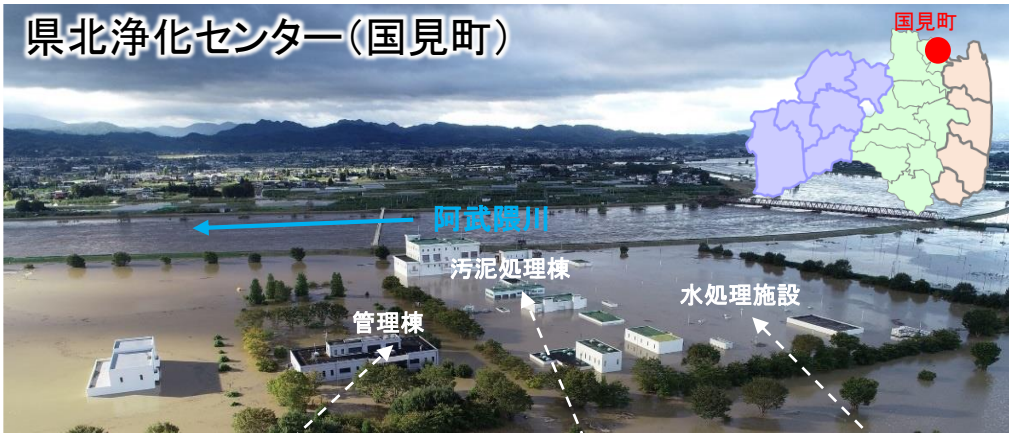 県北浄化センター(国見町)
国見町
阿武隈川
汚泥処理棟
水処理施設
管理棟